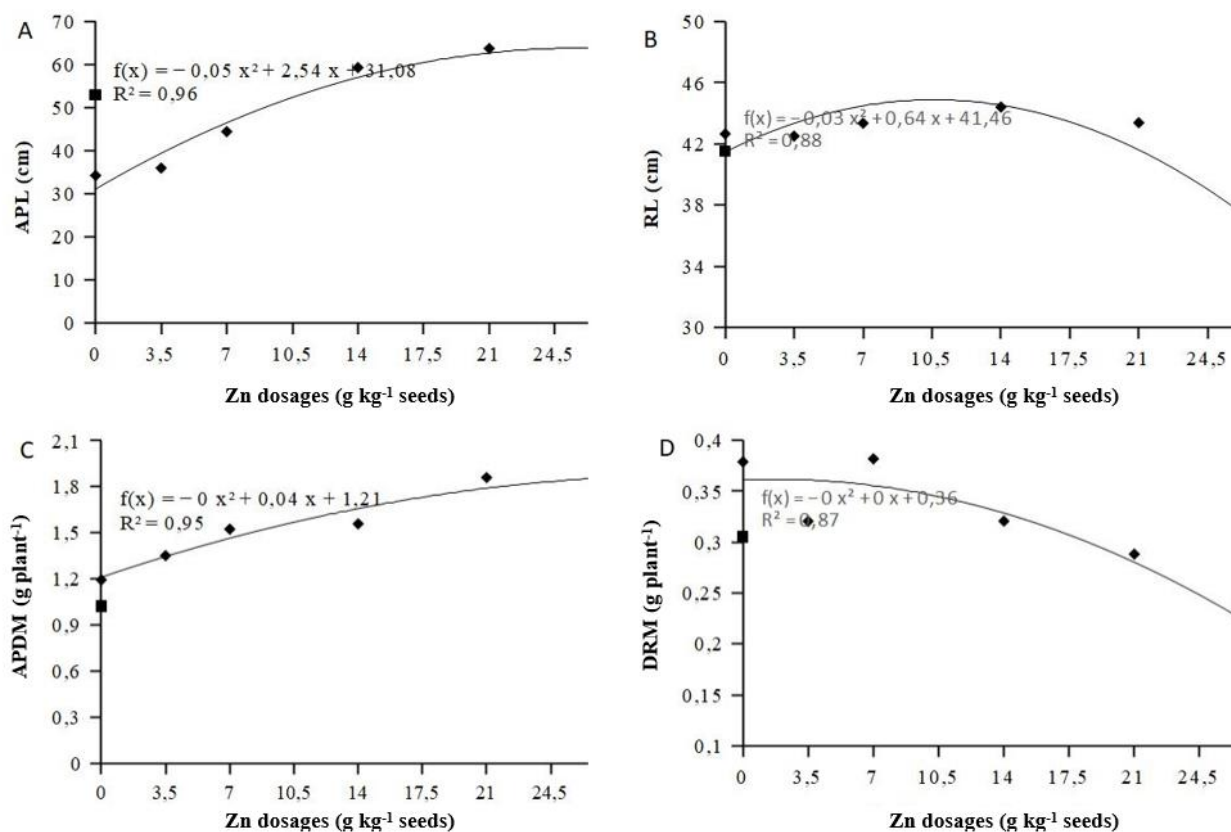 A
70
60
50
40
30
20
10
0
f(x) = −0,05 x² + 2,54 x + 31,08
R² = 0,96
APL (cm)
0 3,5 7 10,5 14 17,5 21 24,5
Zn dosages (g kg⁻¹ seeds)
B
50
46
42
38
34
30
f(x) = −0,03 x² + 0,64 x + 41,46
R² = 0,88
RL (cm)
0 3,5 7 10,5 14 17,5 21 24,5
Zn dosages (g kg⁻¹ seeds)
C
2,1
1,8
1,5
1,2
0,9
0,6
0,3
0
f(x) = −0 x² + 0,04 x + 1,21
R² = 0,95
APDM (g plant⁻¹)
0 3,5 7 10,5 14 17,5 21 24,5
Zn dosages (g kg⁻¹ seeds)
D
0,4
0,35
0,3
0,25
0,2
0,15
0,1
f(x) = −0 x² + 0 x + 0,36
R² = 0,87
DRM (g plant⁻¹)
0 3,5 7 10,5 14 17,5 21 24,5
Zn dosages (g kg⁻¹ seeds)